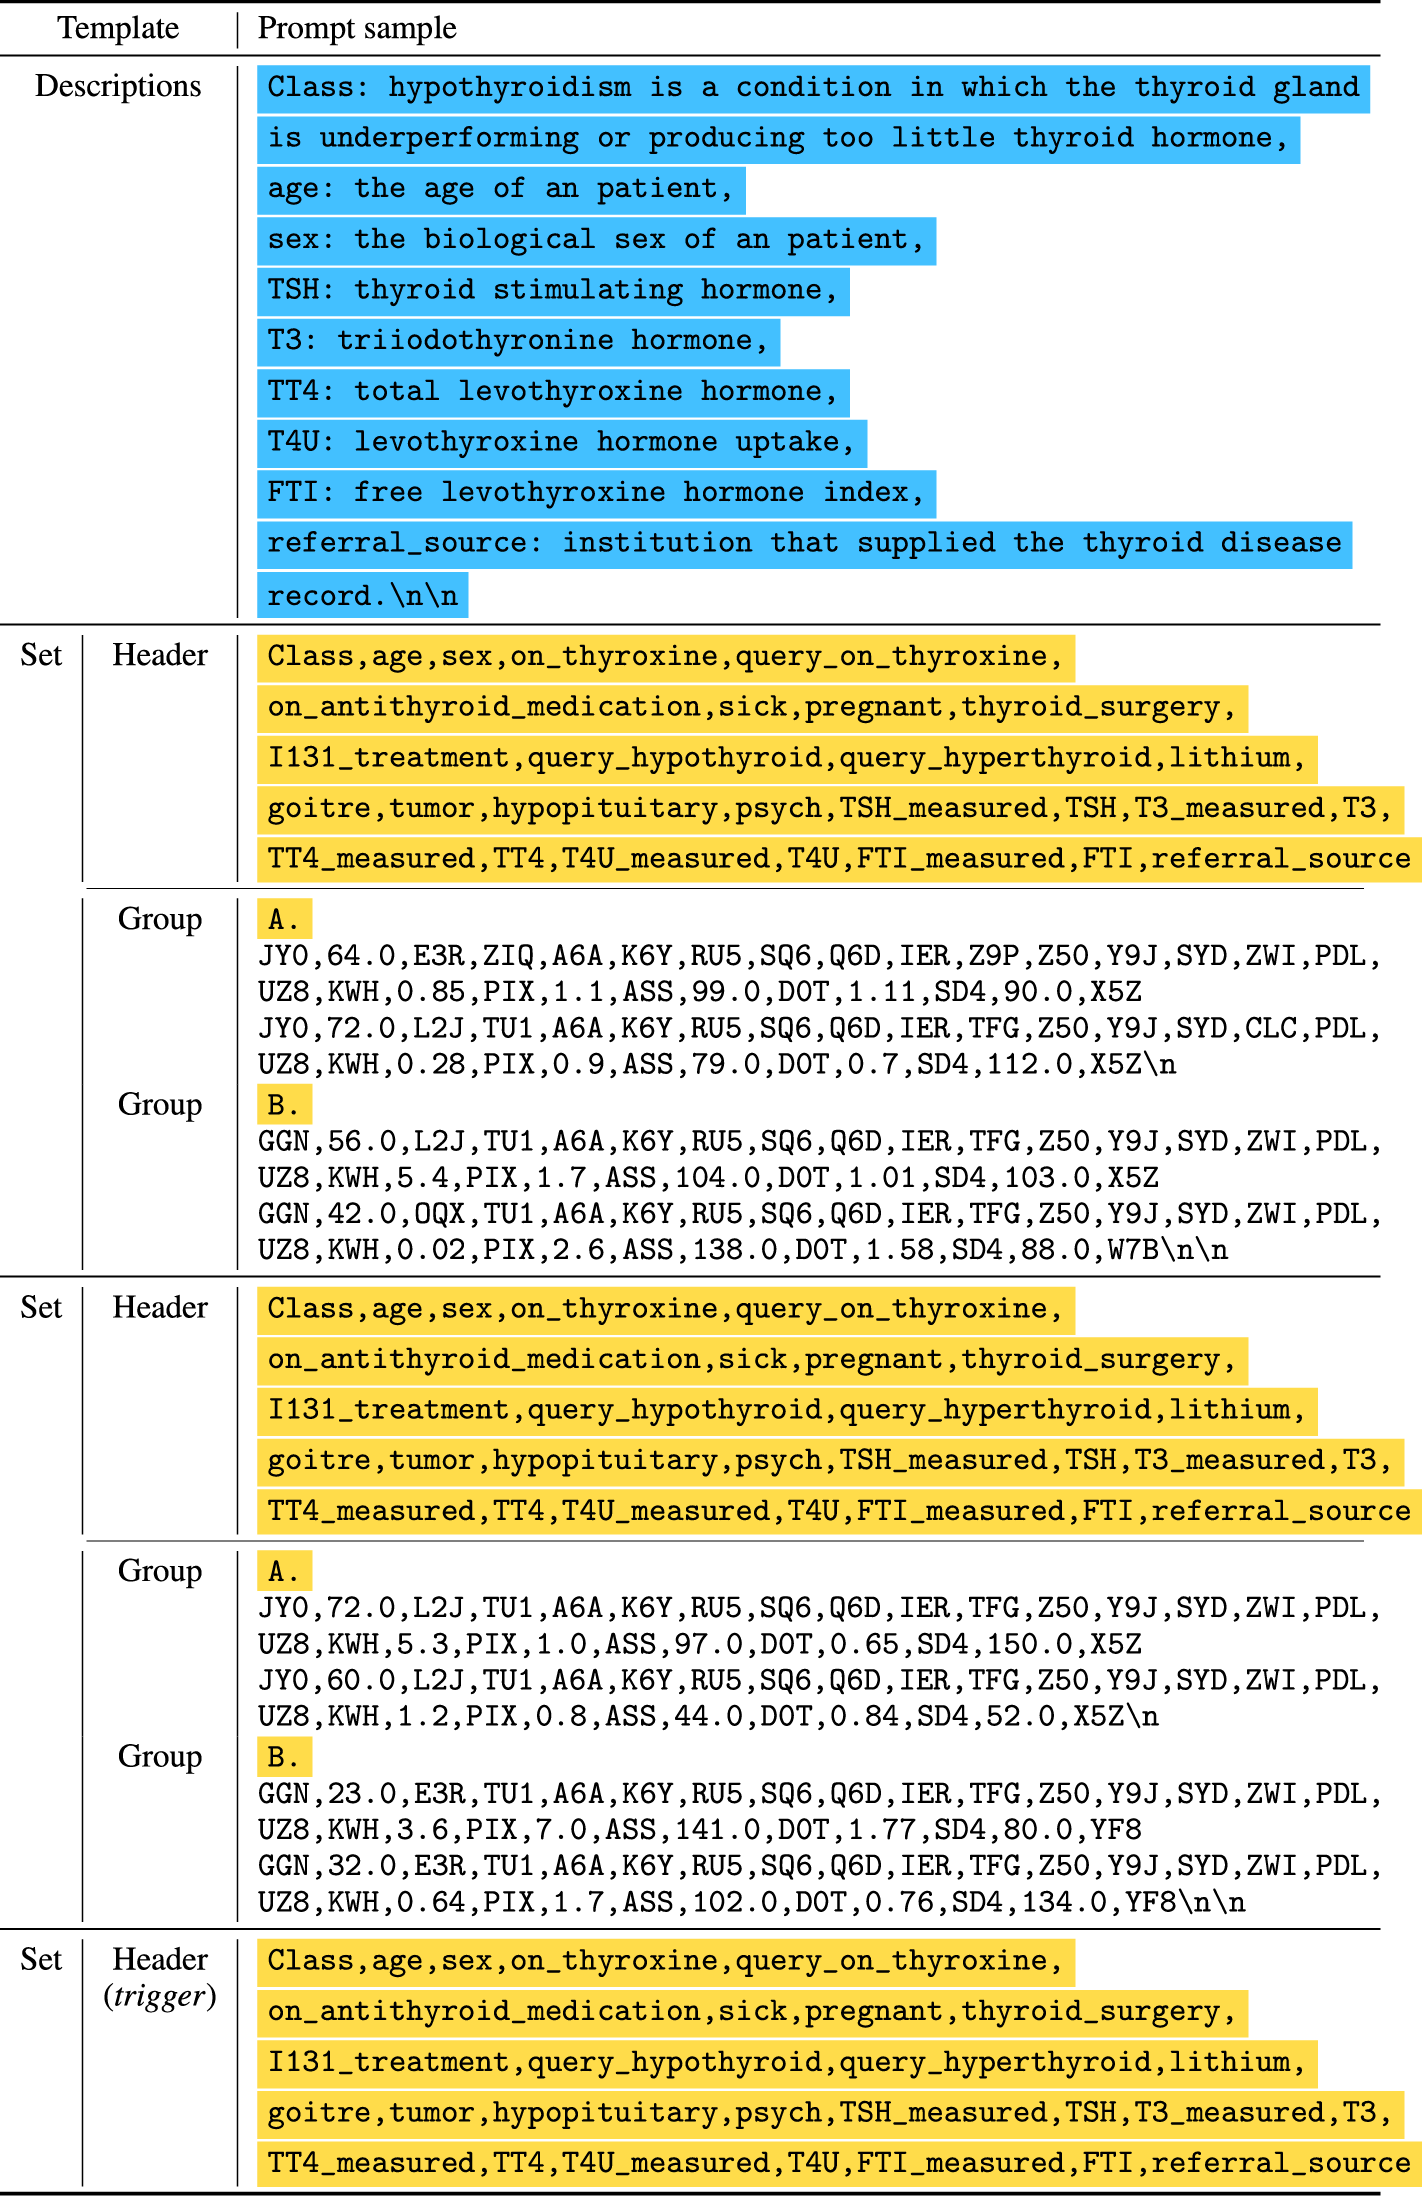 Template Prompt sample
Descriptions Class: hypothyroidism is a condition in which the thyroid gland
is underperforming or producing too little thyroid hormone,
age: the age of an patient,
sex: the biological sex of an patient,
TSH: thyroid stimulating hormone,
T3: triiodothyronine hormone,
TT4: total levothyroxine hormone,
T4U: levothyroxine hormone uptake,
FTI: free levothyroxine hormone index,
referral_source: institution that supplied the thyroid disease
record.\n\n
Set Header Class,age,sex,on_thyroxine,query_on_thyroxine,
on_antithyroid_medication,sick,pregnant,thyroid_surgery,
I131_treatment,query_hypothyroid,query_hyperthyroid,lithium,
goitre,tumor,hypopituitary,psych,TSH_measured,TSH,T3_measured,T3,
TT4_measured,TT4,T4U_measured,T4U,FTI_measured,FTI,referral_source
Group A.
JY0,64.0,E3R,ZIQ,A6A,K6Y,RU5,SQ6,Q6D,IER,Z9P,Z50,Y9J,SYD,ZWI,PDL,
UZ8,KWH,0.85,PIX,1.1,ASS,99.0,DOT,1.11,SD4,90.0,X5Z
JY0,72.0,L2J,TU1,A6A,K6Y,RU5,SQ6,Q6D,IER,TFG,Z50,Y9J,SYD,CLC,PDL,
UZ8,KWH,0.28,PIX,0.9,ASS,79.0,DOT,0.7,SD4,112.0,X5Z\n
Group B.
GGN,56.0,L2J,TU1,A6A,K6Y,RU5,SQ6,Q6D,IER,TFG,Z50,Y9J,SYD,ZWI,PDL,
UZ8,KWH,5.4,PIX,1.7,ASS,104.0,DOT,1.01,SD4,103.0,X5Z
GGN,42.0,OQX,TU1,A6A,K6Y,RU5,SQ6,Q6D,IER,TFG,Z50,Y9J,SYD,ZWI,PDL,
UZ8,KWH,0.02,PIX,2.6,ASS,138.0,DOT,1.58,SD4,88.0,W7B\n\n
Set Header Class,age,sex,on_thyroxine,query_on_thyroxine,
on_antithyroid_medication,sick,pregnant,thyroid_surgery,
I131_treatment,query_hypothyroid,query_hyperthyroid,lithium,
goitre,tumor,hypopituitary,psych,TSH_measured,TSH,T3_measured,T3,
TT4_measured,TT4,T4U_measured,T4U,FTI_measured,FTI,referral_source
Group A.
JY0,72.0,L2J,TU1,A6A,K6Y,RU5,SQ6,Q6D,IER,TFG,Z50,Y9J,SYD,ZWI,PDL,
UZ8,KWH,5.3,PIX,1.0,ASS,97.0,DOT,0.65,SD4,150.0,X5Z
JY0,60.0,L2J,TU1,A6A,K6Y,RU5,SQ6,Q6D,IER,TFG,Z50,Y9J,SYD,ZWI,PDL,
UZ8,KWH,1.2,PIX,0.8,ASS,44.0,DOT,0.84,SD4,52.0,X5Z\n
Group B.
GGN,23.0,E3R,TU1,A6A,K6Y,RU5,SQ6,Q6D,IER,TFG,Z50,Y9J,SYD,ZWI,PDL,
UZ8,KWH,3.6,PIX,7.0,ASS,141.0,DOT,1.77,SD4,80.0,YF8
GGN,32.0,E3R,TU1,A6A,K6Y,RU5,SQ6,Q6D,IER,TFG,Z50,Y9J,SYD,ZWI,PDL,
UZ8,KWH,0.64,PIX,1.7,ASS,102.0,DOT,0.76,SD4,134.0,YF8\n\n
Set Header Class,age,sex,on_thyroxine,query_on_thyroxine,
(trigger) on_antithyroid_medication,sick,pregnant,thyroid_surgery,
I131_treatment,query_hypothyroid,query_hyperthyroid,lithium,
goitre,tumor,hypopituitary,psych,TSH_measured,TSH,T3_measured,T3,
TT4_measured,TT4,T4U_measured,T4U,FTI_measured,FTI,referral_source